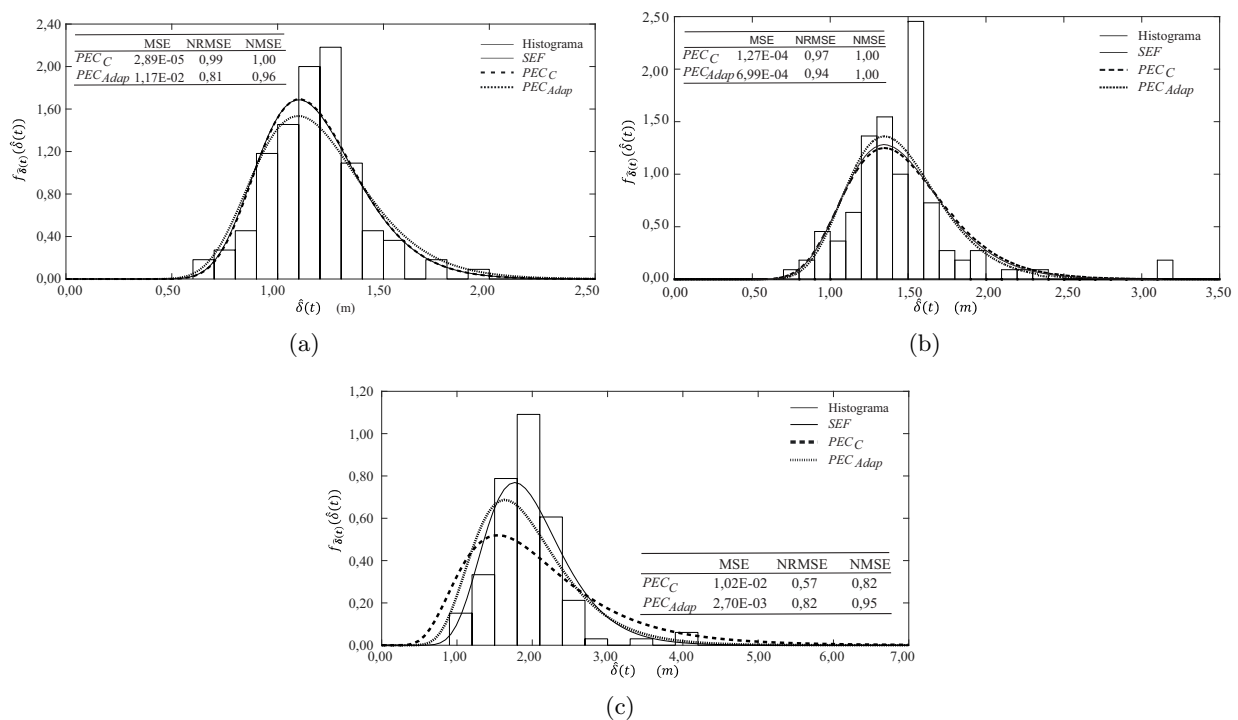 2,40
2,00
1,60
1,20
0,80
0,40
0,00
f δ̂(t) (δ̂(t))
MSE NRMSE NMSE
PEC_C 2,89E-05 0,99 1,00
PEC_Adap 1,17E-02 0,81 0,96
Histograma
SEF
PEC_C
PEC_Adap
0,00 1,00 1,50 2,00 2,50
δ̂(t) (m)
(a)
2,50
2,00
1,50
1,00
0,50
0,00
f δ̂(t) (δ̂(t))
MSE NRMSE NMSE
PEC_C 1,27E-04 0,97 1,00
PEC_Adap 6,99E-04 0,94 1,00
Histograma
SEF
PEC_C
PEC_Adap
0,00 0,50 1,00 1,50 2,00 2,50 3,00 3,50
δ̂(t) (m)
(b)
1,20
1,00
0,80
0,60
0,40
0,20
0,00
f δ̂(t) (δ̂(t))
Histograma
SEF
PEC_C
PEC_Adap
MSE NRMSE NMSE
PEC_C 1,02E-02 0,57 0,82
PEC_Adap 2,70E-03 0,82 0,95
0,00 1,00 2,00 3,00 4,00 5,00 6,00 7,00
δ̂(t) (m)
(c)